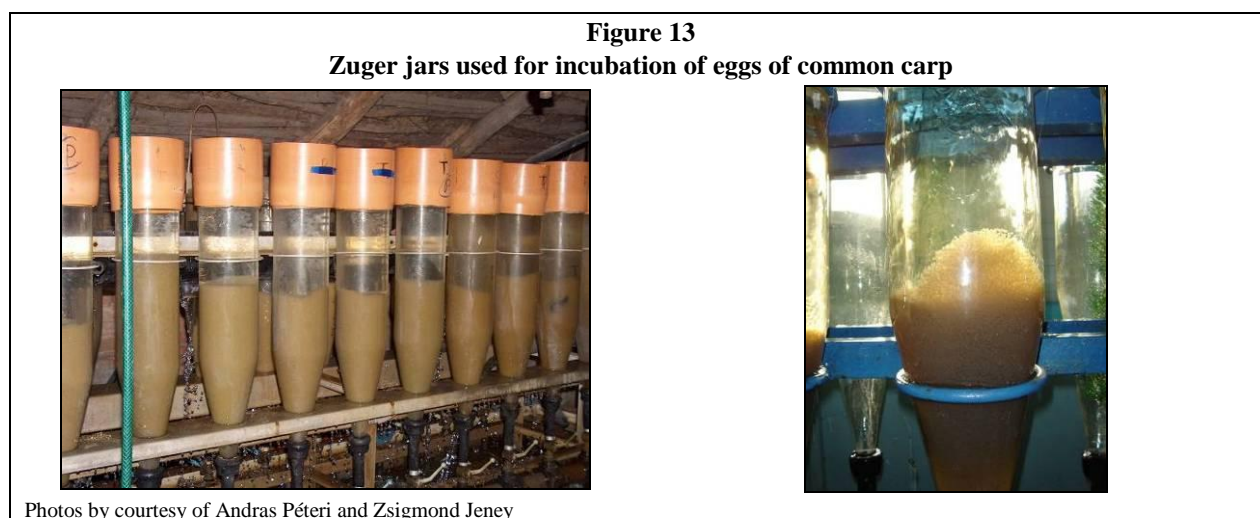 Figure 13
Zuger jars used for incubation of eggs of common carp
Photos by courtesy of Andras Péteri and Zsigmond Jeney